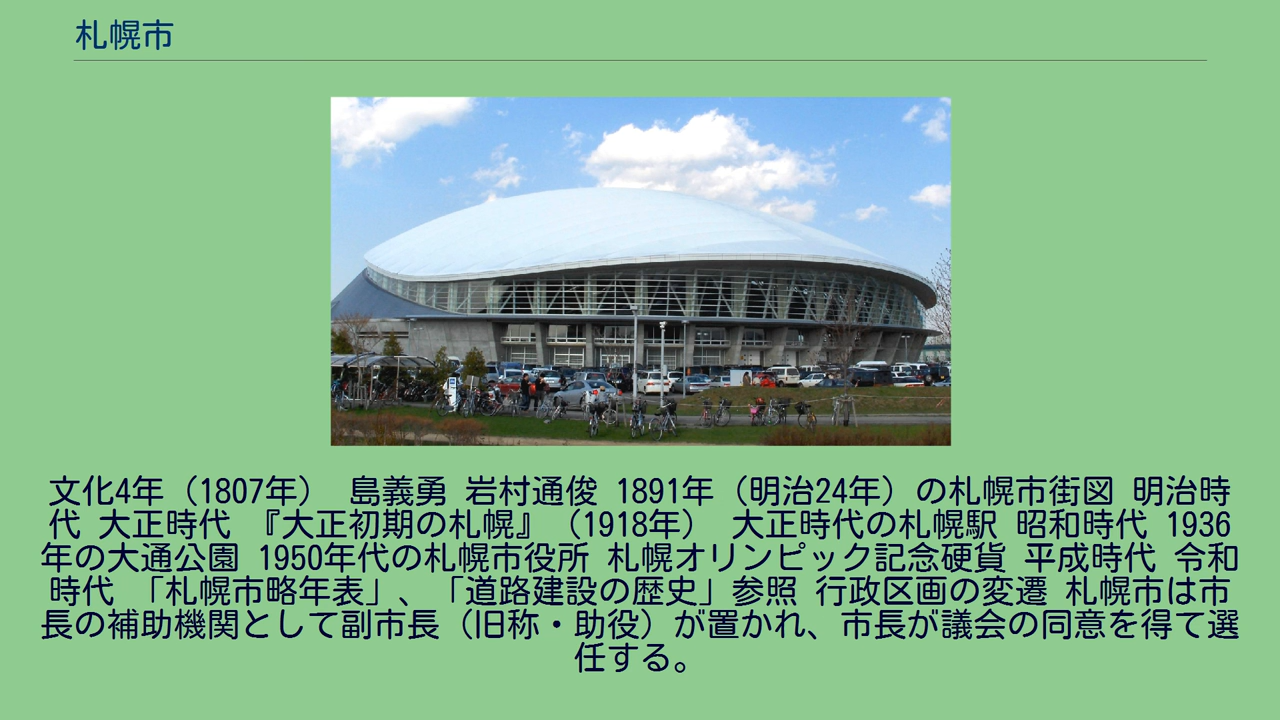 札幌市
文化4年（1807年） 島義勇 岩村通俊 1891年（明治24年）の札幌市街図 明治時
代 大正時代 『大正初期の札幌』（1918年） 大正時代の札幌駅 昭和時代 1936
年の大通公園 1950年代の札幌市役所 札幌オリンピック記念硬貨 平成時代 令和
時代 「札幌市略年表」、「道路建設の歴史」参照 行政区画の変遷 札幌市は市
長の補助機関として副市長（旧称・助役）が置かれ、市長が議会の同意を得て選
任する。